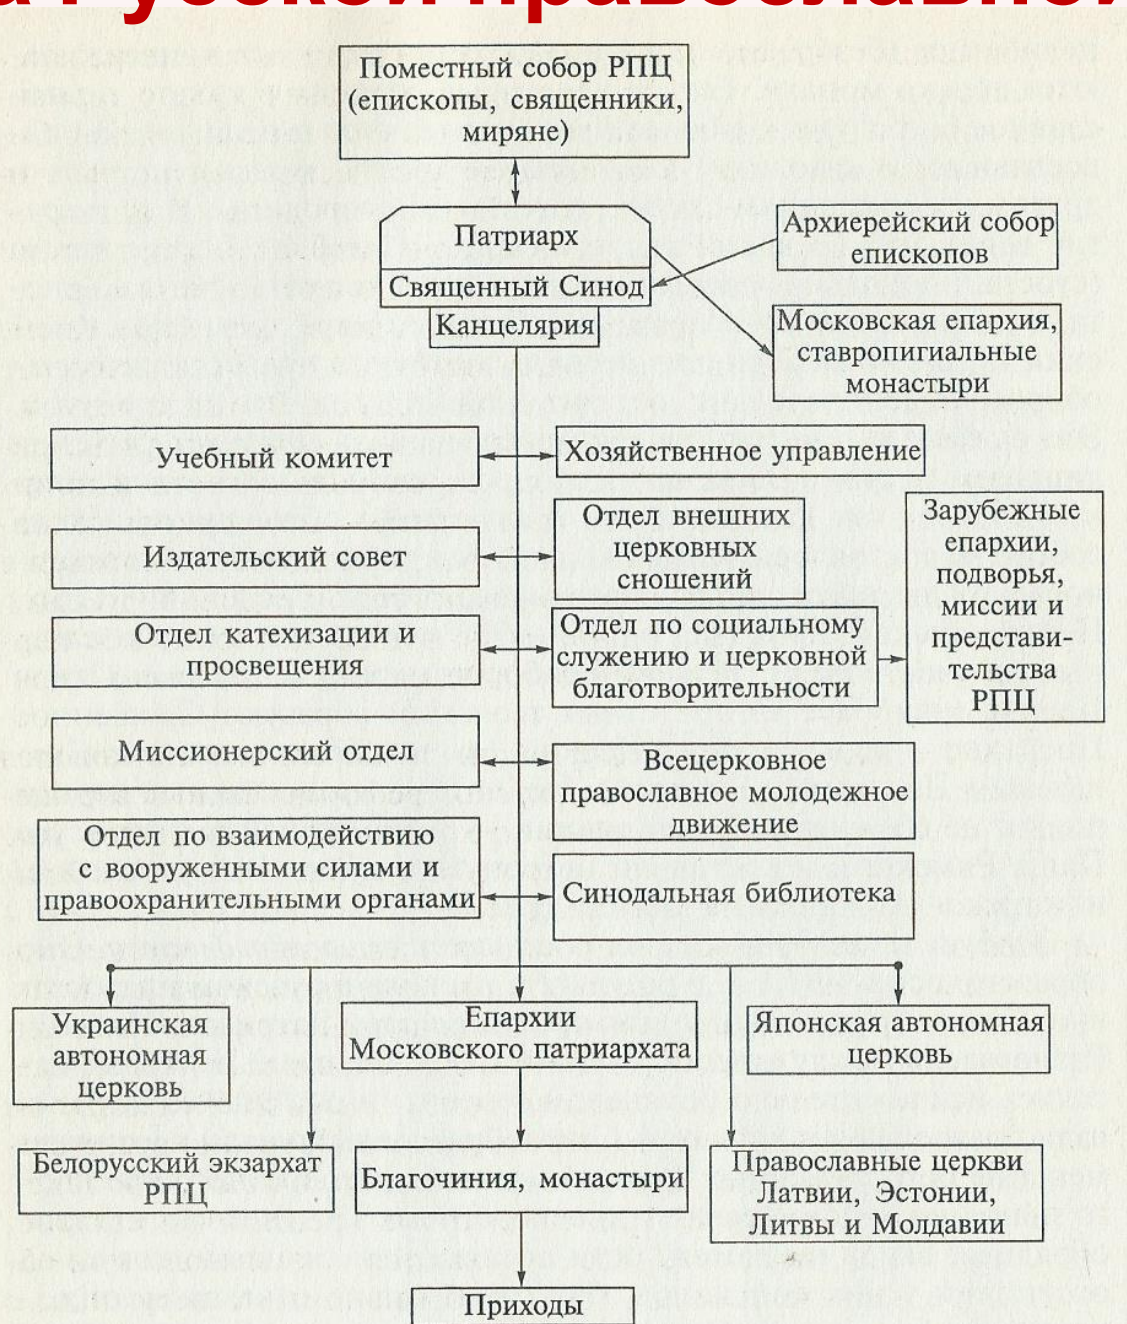 а Русской православной
Поместный собор РПЦ
(епископы, священники,
миряне)
Патриарх
Священный Синод
Канцелярия
Архиерейский собор
епископов
Московская епархия,
ставропигиальные
монастыри
Учебный комитет
Хозяйственное управление
Издательский совет
Отдел внешних
церковных
сношений
Зарубежные
епархии,
подворья,
миссии и
представи-
тельства
РПЦ
Отдел катехизации и
просвещения
Отдел по социальному
служению и церковной
благотворительности
Миссионерский отдел
Всецерковное
православное молодежное
движение
Отдел по взаимодействию
с вооруженными силами и
правоохранительными органами
Синодальная библиотека
Украинская
автономная
церковь
Епархии
Московского патриархата
Японская автономная
церковь
Белорусский экзархат
РПЦ
Благочиния, монастыри
Православные церкви
Латвии, Эстонии,
Литвы и Молдавии
Приходы